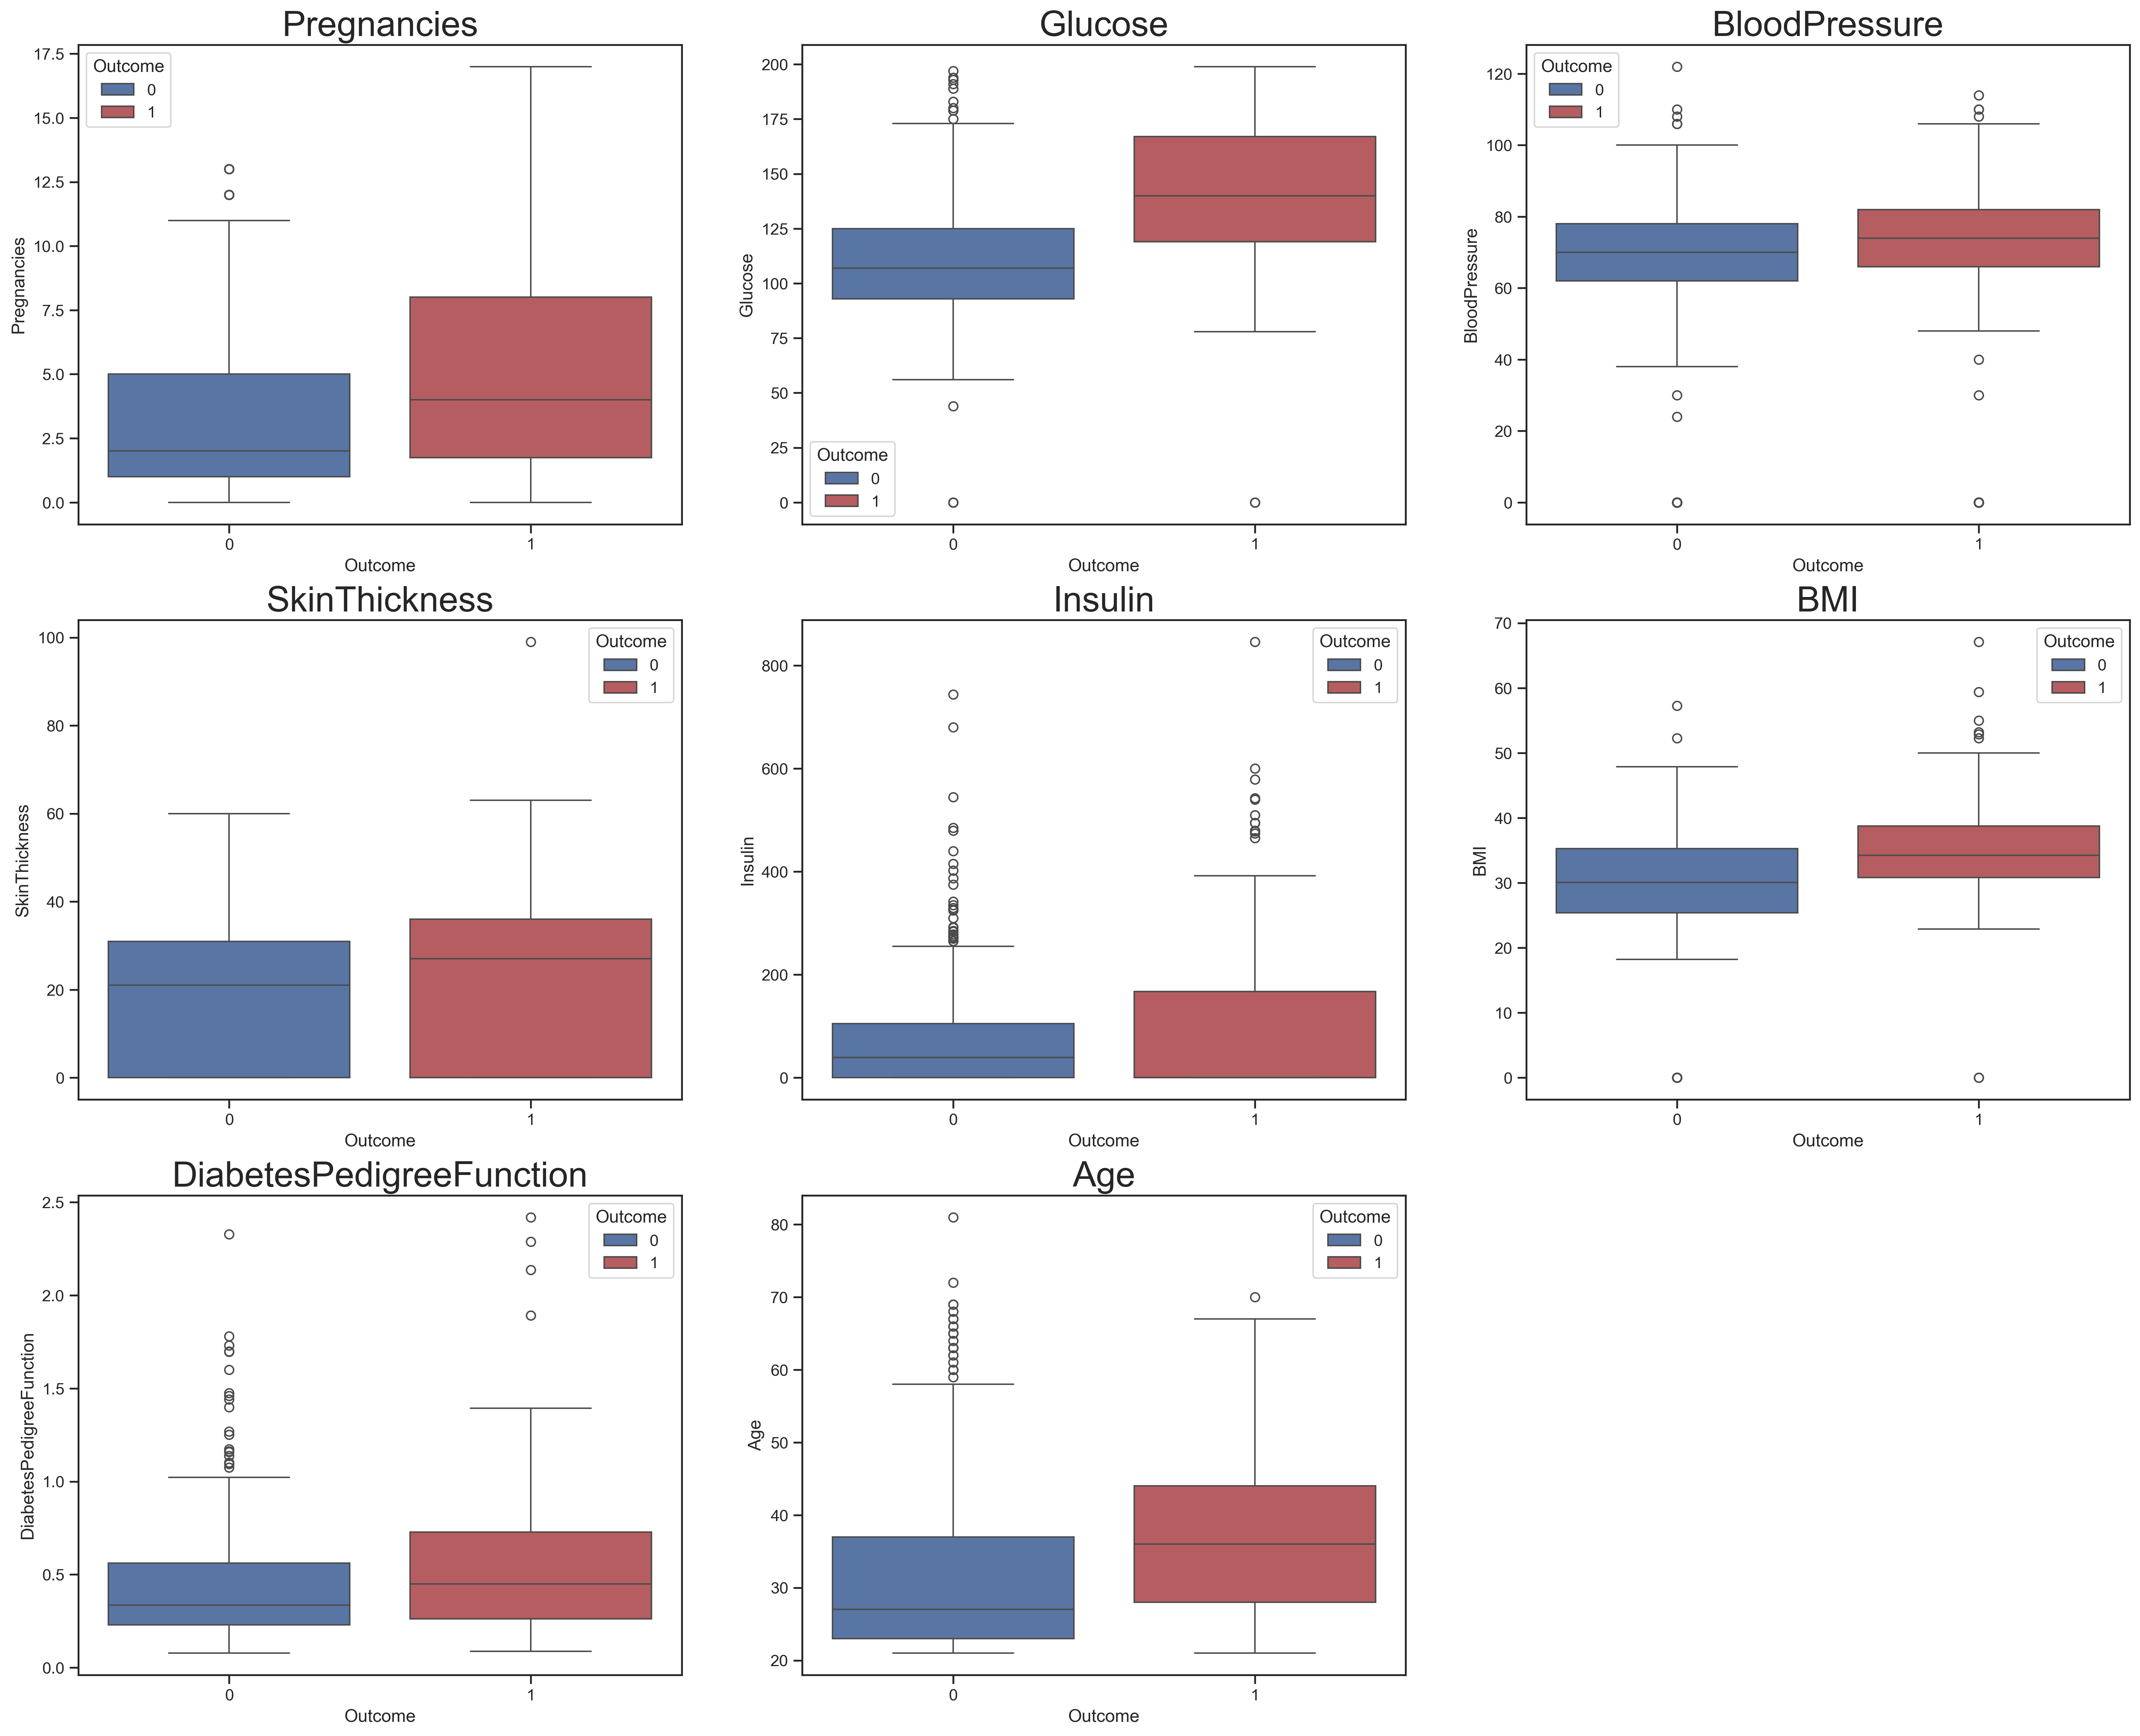 Pregnancies
Pregnancies
17.5
15.0
12.5
10.0
7.5
5.0
2.5
0.0
Outcome
0
1
0
1
Outcome
Glucose
Glucose
200
175
150
125
100
75
50
25
0
Outcome
0
1
0
1
Outcome
BloodPressure
BloodPressure
120
100
80
60
40
20
0
Outcome
0
1
0
1
Outcome
SkinThickness
SkinThickness
100
80
60
40
20
0
Outcome
0
1
0
1
Outcome
Insulin
Insulin
800
600
400
200
0
Outcome
0
1
0
1
Outcome
BMI
BMI
70
60
50
40
30
20
10
0
Outcome
0
1
0
1
Outcome
DiabetesPedigreeFunction
DiabetesPedigreeFunction
2.5
2.0
1.5
1.0
0.5
0.0
Outcome
0
1
0
1
Outcome
Age
Age
80
70
60
50
40
30
20
Outcome
0
1
0
1
Outcome